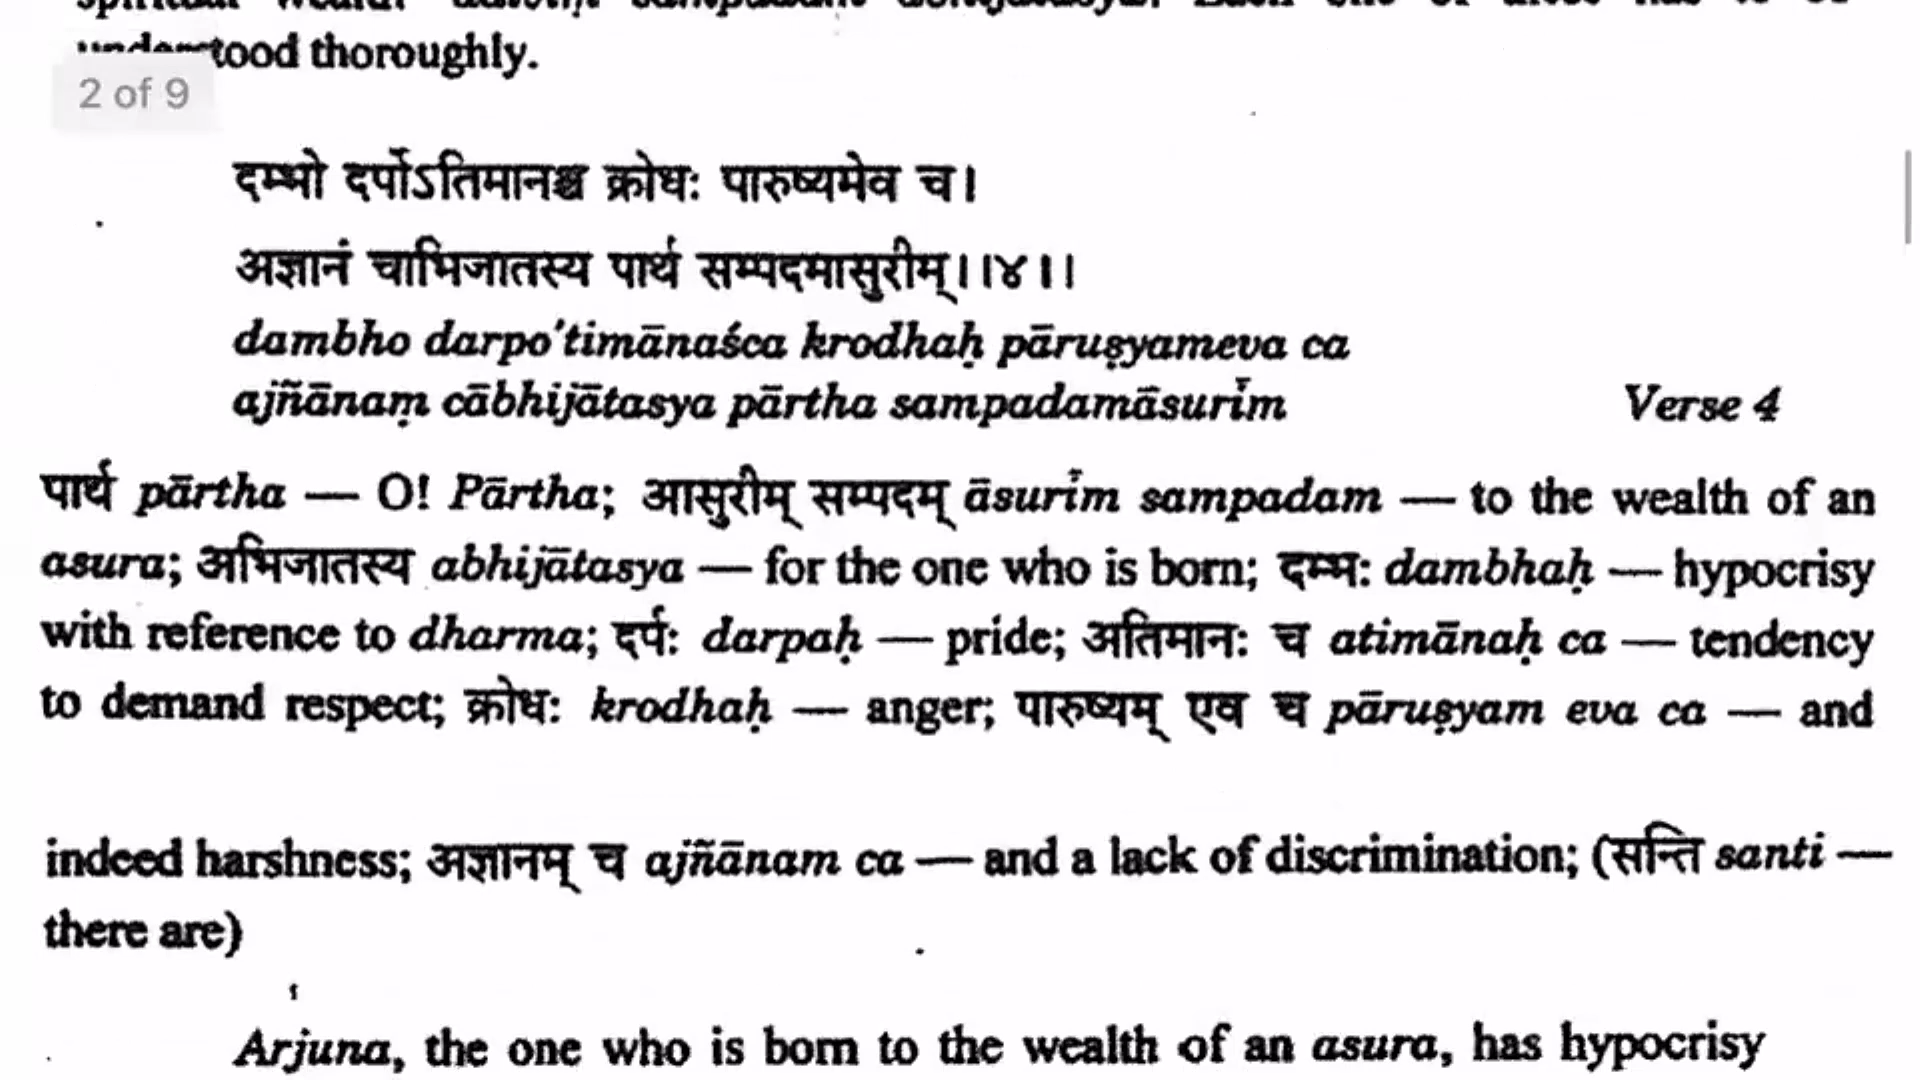 understood thoroughly.
2 of 9
दम्भो दर्पोऽतिमानश्च क्रोधः पारुष्यमेव च।
अज्ञानं चाभिजातस्य पार्थ सम्पदमासुरीम्।।४।।
dambho darpo'timānaśca krodhaḥ pāruṣyameva ca
ajñānaṃ cābhijātasya pārtha sampadamāsurīm Verse 4
पार्थ pārtha — O! Pārtha; आसुरीम् सम्पदम् āsurīm sampadam — to the wealth of an
asura; अभिजातस्य abhijātasya — for the one who is born; दम्भः dambhaḥ — hypocrisy
with reference to dharma; दर्पः darpaḥ — pride; अतिमानः च atimānaḥ ca — tendency
to demand respect; क्रोधः krodhaḥ — anger; पारुष्यम् एव च pāruṣyam eva ca — and
indeed harshness; अज्ञानम् च ajñānam ca — and a lack of discrimination; (सन्ति santi —
there are)
Arjuna, the one who is born to the wealth of an asura, has hypocrisy